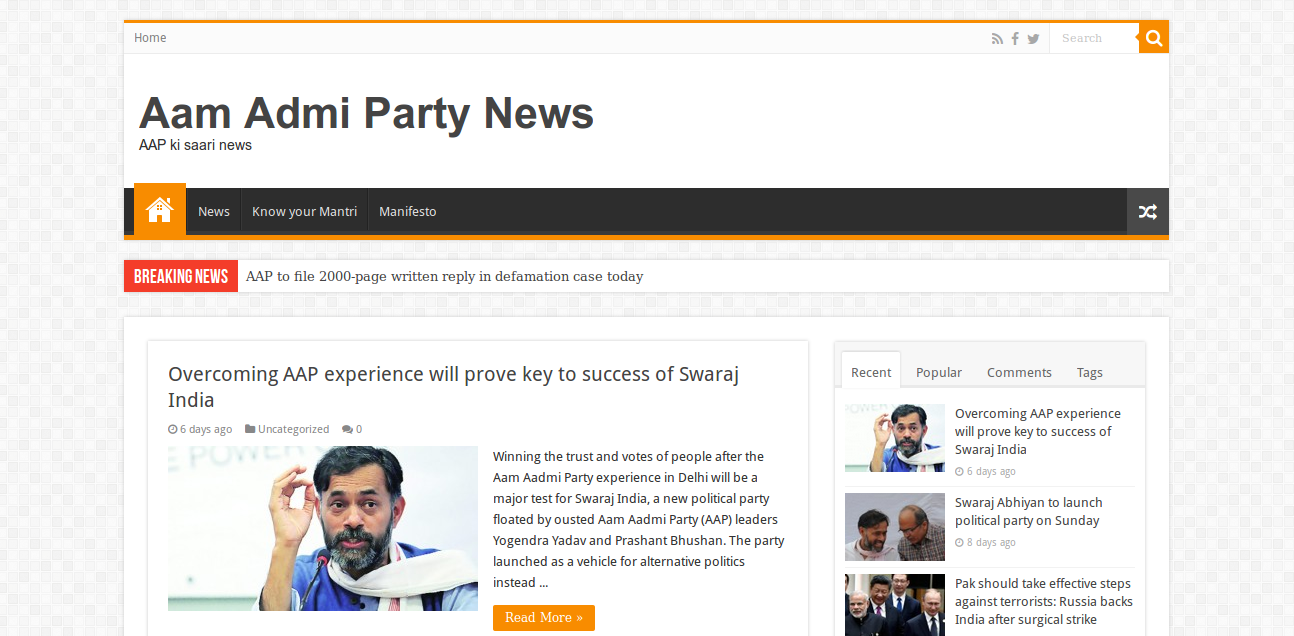 Home
Search
Aam Admi Party News
AAP ki saari news
News
Know your Mantri
Manifesto
BREAKING NEWS
AAP to file 2000-page written reply in defamation case today
Overcoming AAP experience will prove key to success of Swaraj
India
6 days ago
Uncategorized
0
Winning the trust and votes of people after the
Aam Aadmi Party experience in Delhi will be a
major test for Swaraj India, a new political party
floated by ousted Aam Aadmi Party (AAP) leaders
Yogendra Yadav and Prashant Bhushan. The party
launched as a vehicle for alternative politics
instead ...
Read More »
Recent
Popular
Comments
Tags
Overcoming AAP experience
will prove key to success of
Swaraj India
6 days ago
Swaraj Abhiyan to launch
political party on Sunday
8 days ago
Pak should take effective steps
against terrorists: Russia backs
India after surgical strike